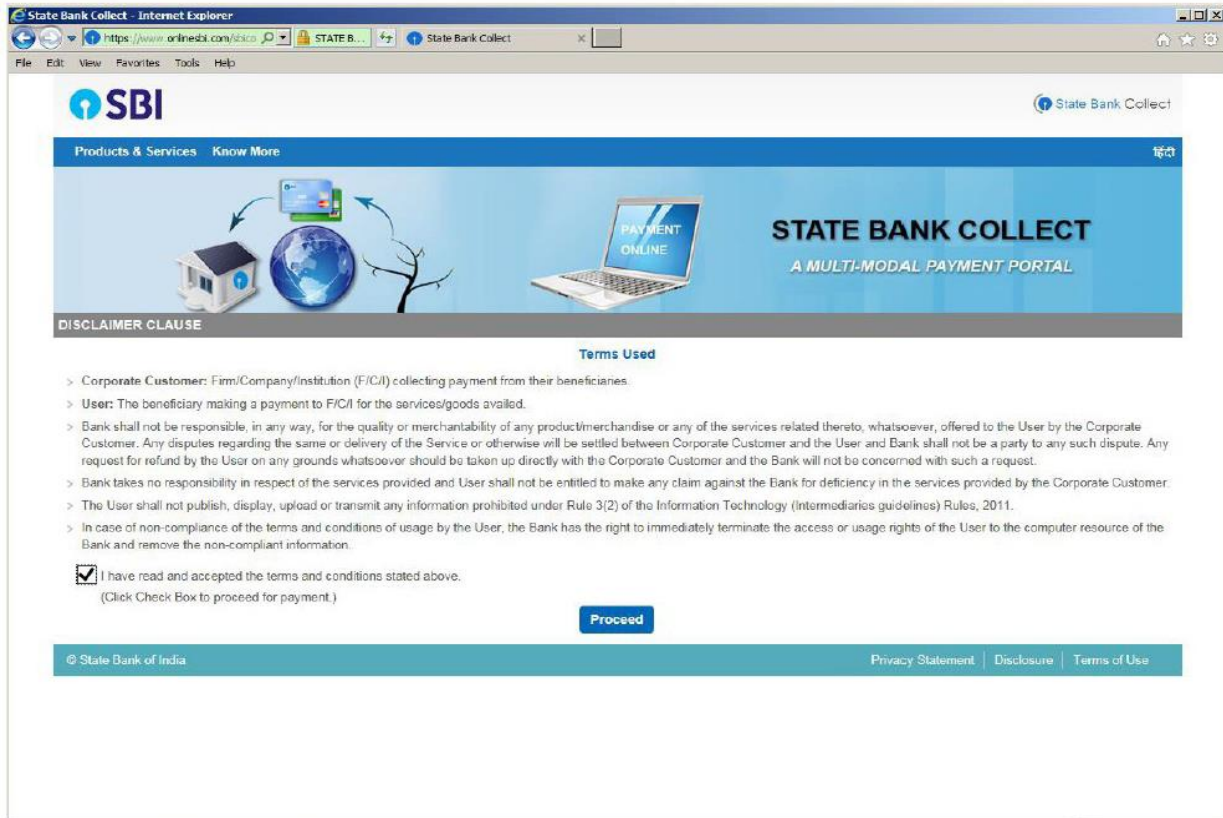 State Bank Collect - Internet Explorer
https://www.onlinesbi.com/sbico STATE B... State Bank Collect
File Edit View Favorites Tools Help
SBI
State Bank Collect
Products & Services Know More हिंदी
PAYMENT
ONLINE
STATE BANK COLLECT
A MULTI-MODAL PAYMENT PORTAL
DISCLAIMER CLAUSE
Terms Used
> Corporate Customer: Firm/Company/Institution (F/C/I) collecting payment from their beneficiaries.
> User: The beneficiary making a payment to F/C/I for the services/goods availed.
> Bank shall not be responsible, in any way, for the quality or merchantability of any product/merchandise or any of the services related thereto, whatsoever, offered to the User by the Corporate
Customer. Any disputes regarding the same or delivery of the Service or otherwise will be settled between Corporate Customer and the User and Bank shall not be a party to any such dispute. Any
request for refund by the User on any grounds whatsoever should be taken up directly with the Corporate Customer and the Bank will not be concerned with such a request.
> Bank takes no responsibility in respect of the services provided and User shall not be entitled to make any claim against the Bank for deficiency in the services provided by the Corporate Customer.
> The User shall not publish, display, upload or transmit any information prohibited under Rule 3(2) of the Information Technology (Intermediaries guidelines) Rules, 2011.
> In case of non-compliance of the terms and conditions of usage by the User, the Bank has the right to immediately terminate the access or usage rights of the User to the computer resource of the
Bank and remove the non-compliant information.
I have read and accepted the terms and conditions stated above.
(Click Check Box to proceed for payment.)
Proceed
© State Bank of India
Privacy Statement | Disclosure | Terms of Use